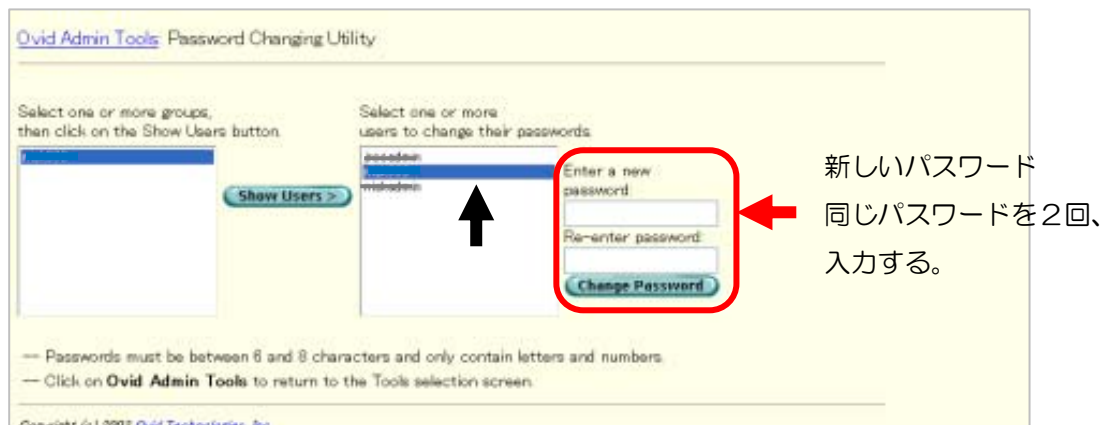 Ovid Admin Tools: Password Changing Utility
Select one or more groups,
then click on the Show Users button.
Show Users >
Select one or more
users to change their passwords.
Enter a new
password:
Re-enter password:
Change Password
新しいパスワード
同じパスワードを２回、
入力する。
-- Passwords must be between 6 and 8 characters and only contain letters and numbers.
-- Click on Ovid Admin Tools to return to the Tools selection screen.
Ovid Technologies, Inc.